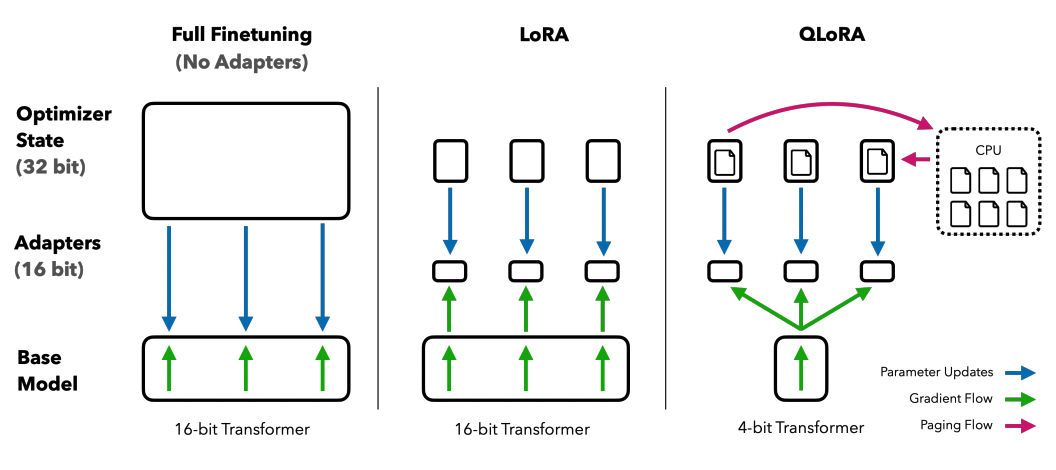 Full Finetuning
(No Adapters)
LoRA
QLoRA
Optimizer
State
(32 bit)
CPU
Adapters
(16 bit)
Base
Model
Parameter Updates
Gradient Flow
Paging Flow
16-bit Transformer
16-bit Transformer
4-bit Transformer